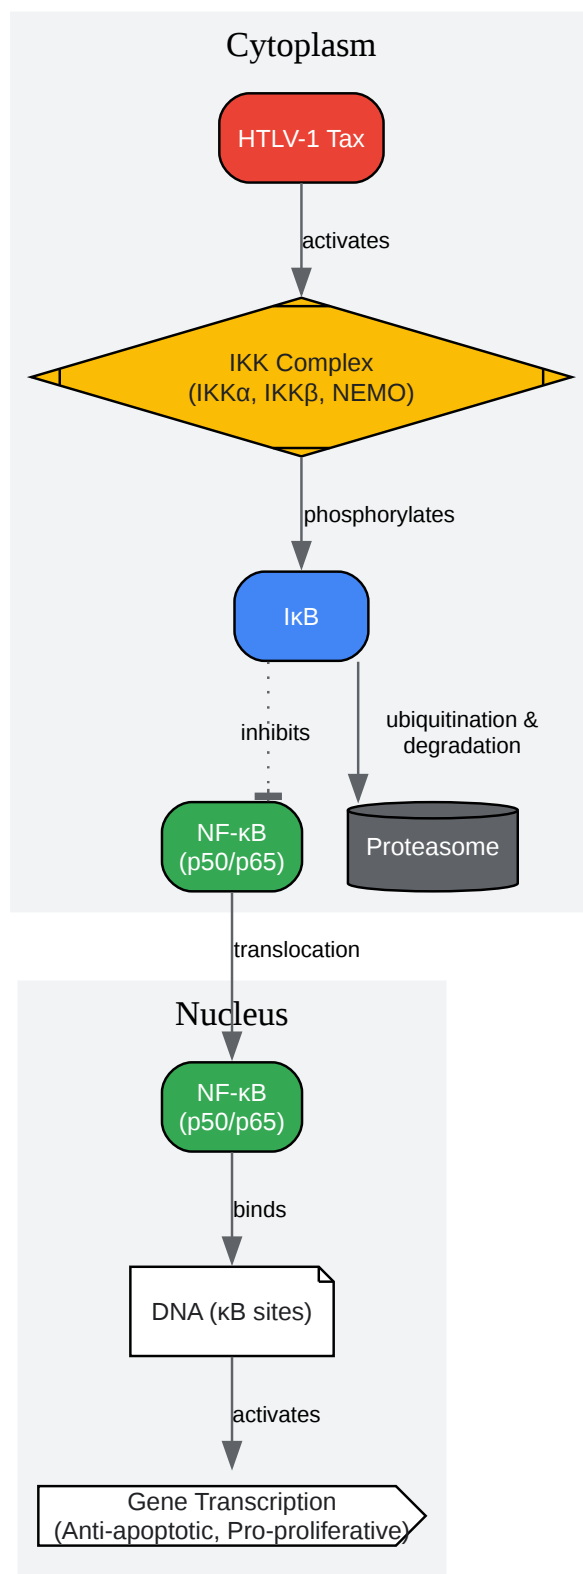 Cytoplasm
HTLV-1 Tax
activates
IKK Complex
(IKKα, IKKβ, NEMO)
phosphorylates
IκB
inhibits
ubiquitination &
degradation
NF-κB
(p50/p65)
Proteasome
translocation
Nucleus
NF-κB
(p50/p65)
binds
DNA (κB sites)
activates
Gene Transcription
(Anti-apoptotic, Pro-proliferative)